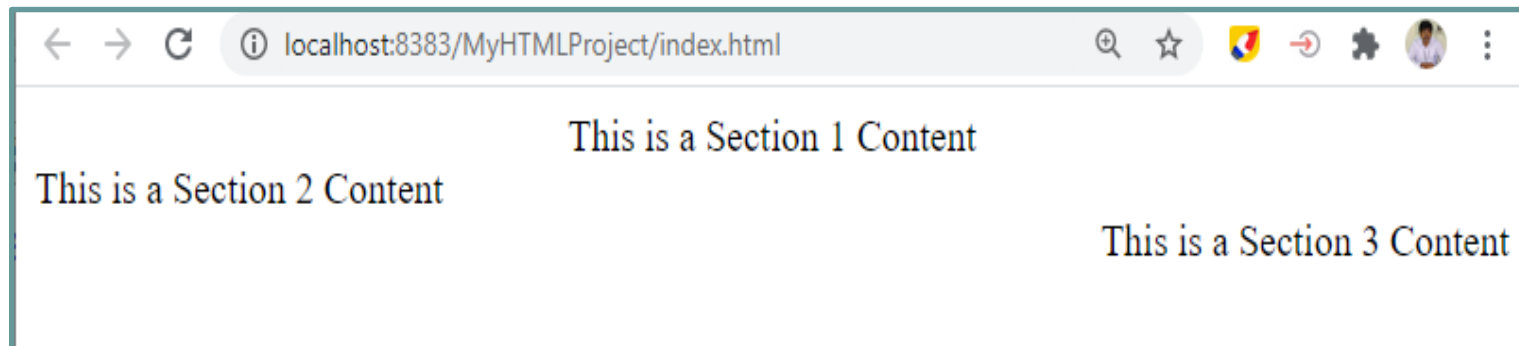 localhost:8383/MyHTMLProject/index.html
This is a Section 1 Content
This is a Section 2 Content
This is a Section 3 Content